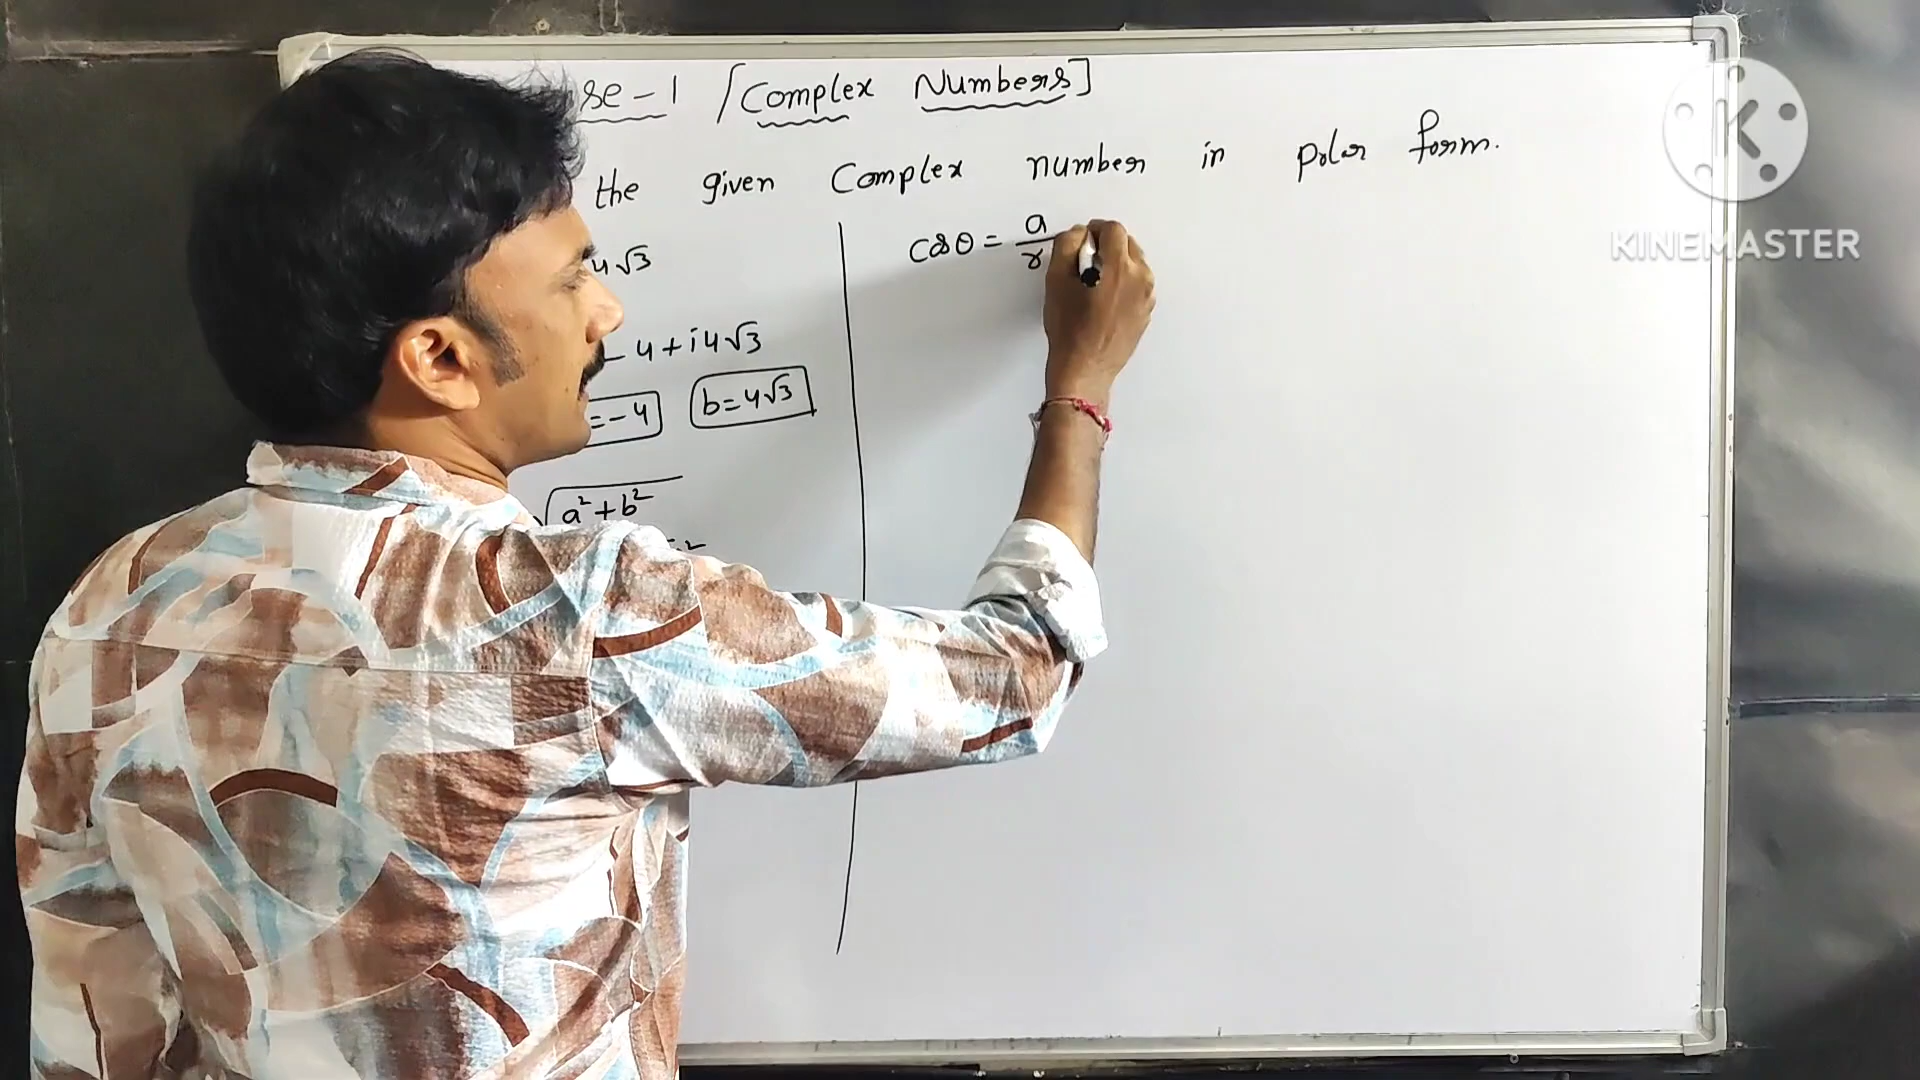 se-1 [Complex Numbers]
the given Complex number in polar form.
4√3
- 4 + i4√3
= -4 b = 4√3
√a² + b²
cosθ = a/r
KINEMASTER